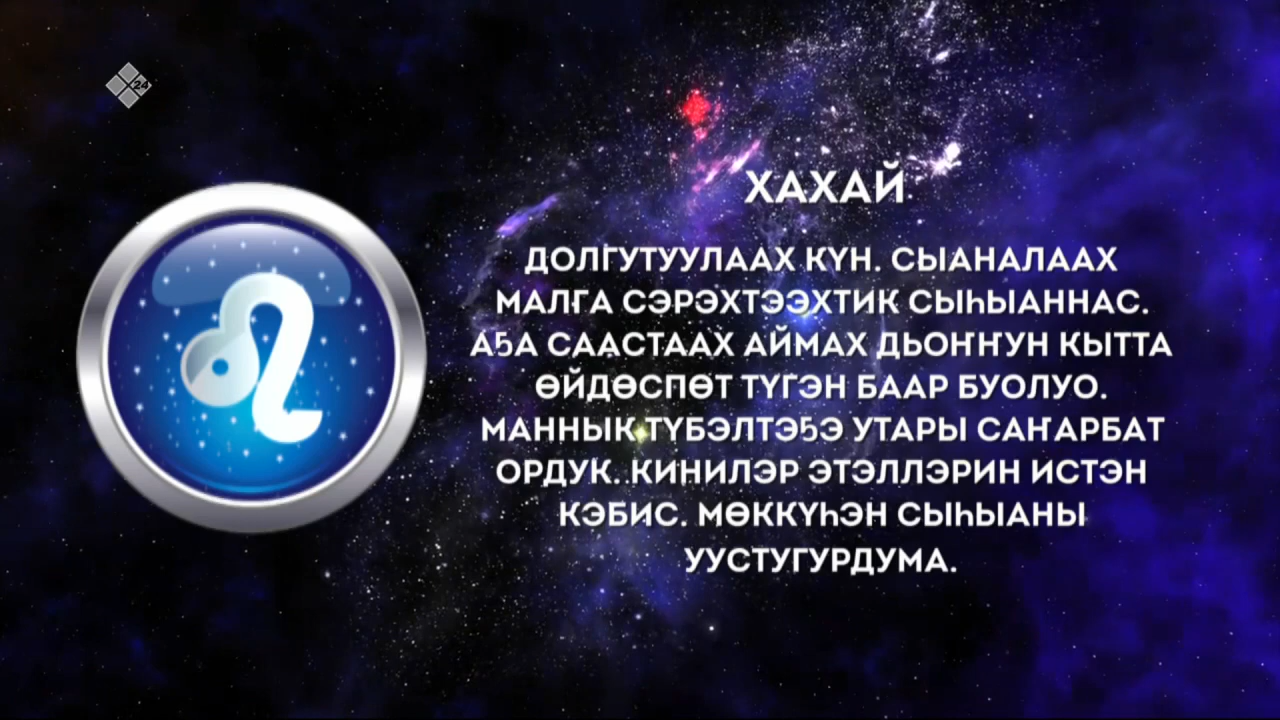 Х24
ХАХАЙ
ДОЛГУТУУЛААХ КҮН. СЫАНАЛААХ
МАЛГА СЭРЭХТЭЭХТИК СЫҺЫАННАС.
АҔА СААСТААХ АЙМАХ ДЬОҤҤУН КЫТТА
ӨЙДӨСПӨТ ТҮГЭН БААР БУОЛУО.
МАННЫК ТҮБЭЛТЭҔЭ УТАРЫ САҤАРБАТ
ОРДУК. КИНИЛЭР ЭТЭЛЛЭРИН ИСТЭН
КЭБИС. МӨККҮҺЭН СЫҺЫАНЫ
УУСТУГУРДУМА.